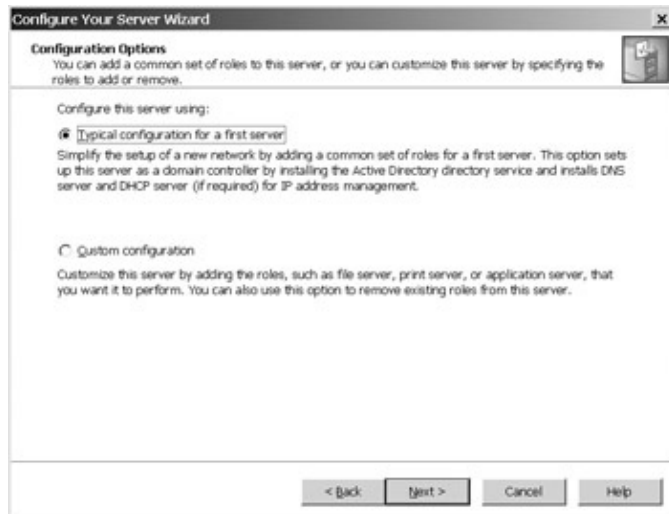 Configure Your Server Wizard
Configuration Options
You can add a common set of roles to this server, or you can customize this server by specifying the
roles to add or remove.
Configure this server using:
Typical configuration for a first server
Simplify the setup of a new network by adding a common set of roles for a first server. This option sets
up this server as a domain controller by installing the Active Directory directory service and installs DNS
server and DHCP server (if required) for IP address management.
Custom configuration
Customize this server by adding the roles, such as file server, print server, or application server, that
you want it to perform. You can also use this option to remove existing roles from this server.
< Back Next > Cancel Help